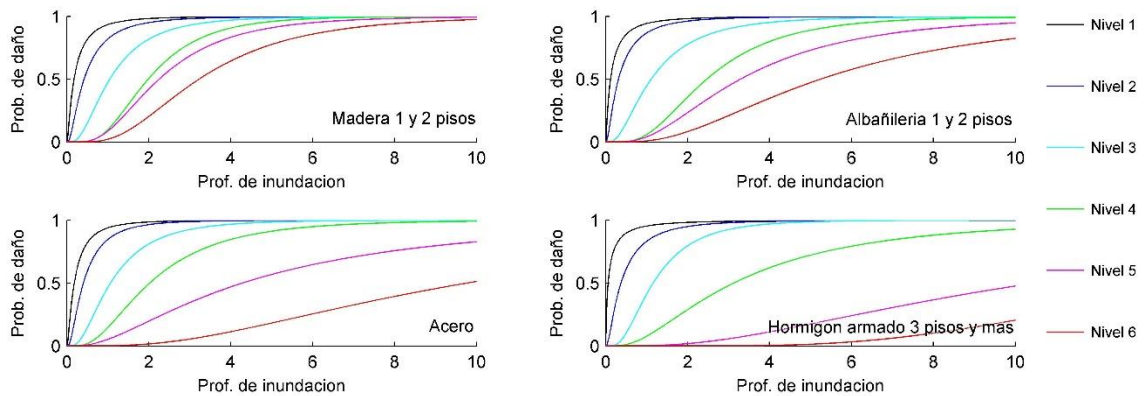 Prob. de daño
1
0.5
0
0 2 4 6 8 10
Madera 1 y 2 pisos
Prof. de inundacion
Prob. de daño
1
0.5
0
0 2 4 6 8 10
Albañileria 1 y 2 pisos
Prof. de inundacion
Prob. de daño
1
0.5
0
0 2 4 6 8 10
Acero
Prof. de inundacion
Prob. de daño
1
0.5
0
0 2 4 6 8 10
Hormigon armado 3 pisos y mas
Prof. de inundacion
Nivel 1
Nivel 2
Nivel 3
Nivel 4
Nivel 5
Nivel 6